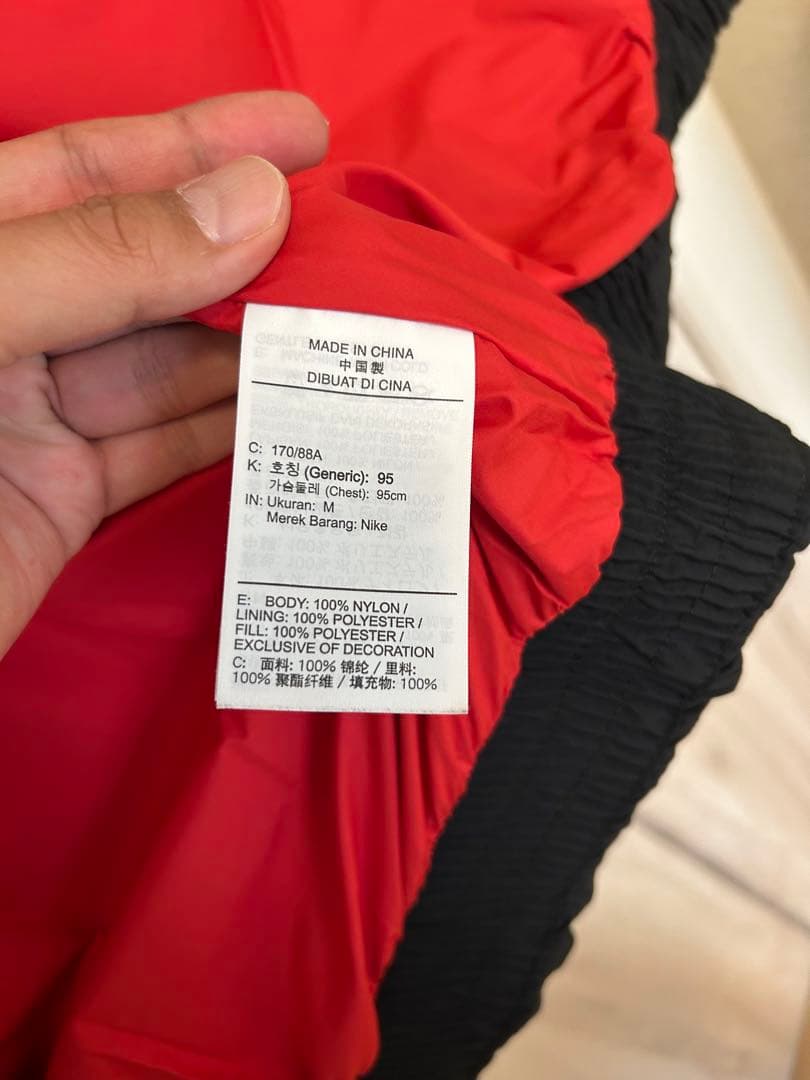 MADE IN CHINA
中国製
DIBUAT DI CINA
C: 170/88A
K: 호칭 (Generic): 95
가슴둘레 (Chest): 95cm
IN: Ukuran: M
Merek Barang: Nike
E: BODY: 100% NYLON /
LINING: 100% POLYESTER /
FILL: 100% POLYESTER /
EXCLUSIVE OF DECORATION
C: 面料: 100% 锦纶 / 里料:
100% 聚酯纤维 / 填充物: 100%